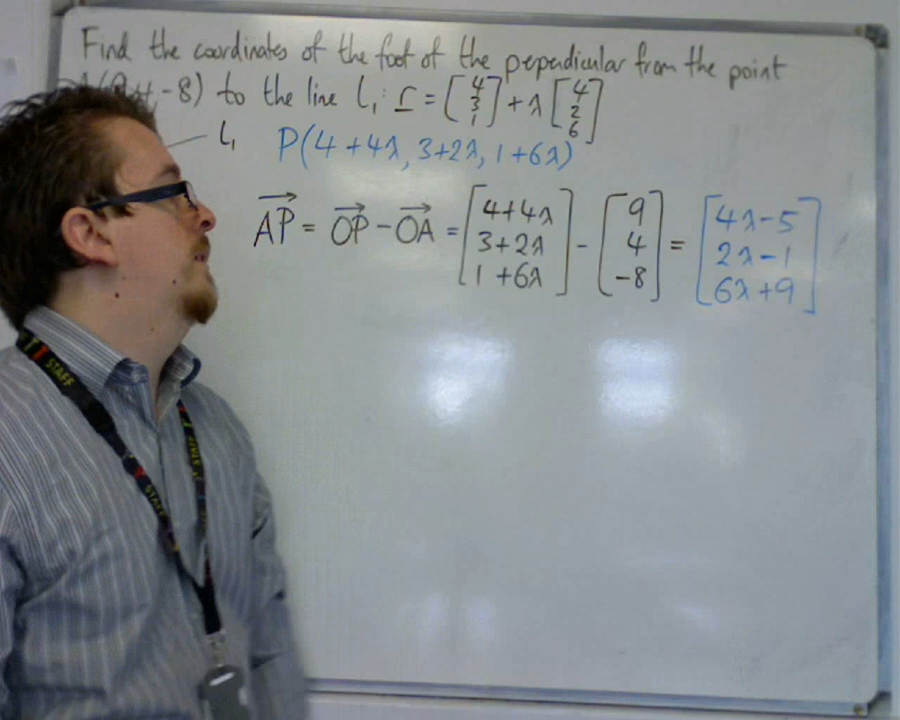 Find the coordinates of the foot of the perpendicular from the point
-8) to the line l₁: r = [4 3 1] + λ [4 2 6]
l₁ P(4+4λ, 3+2λ, 1+6λ)
AP = OP - OA = [4+4λ 3+2λ 1+6λ] - [9 4 -8] = [4λ-5 2λ-1 6λ+9]
STAFF
STAFF
STAFF